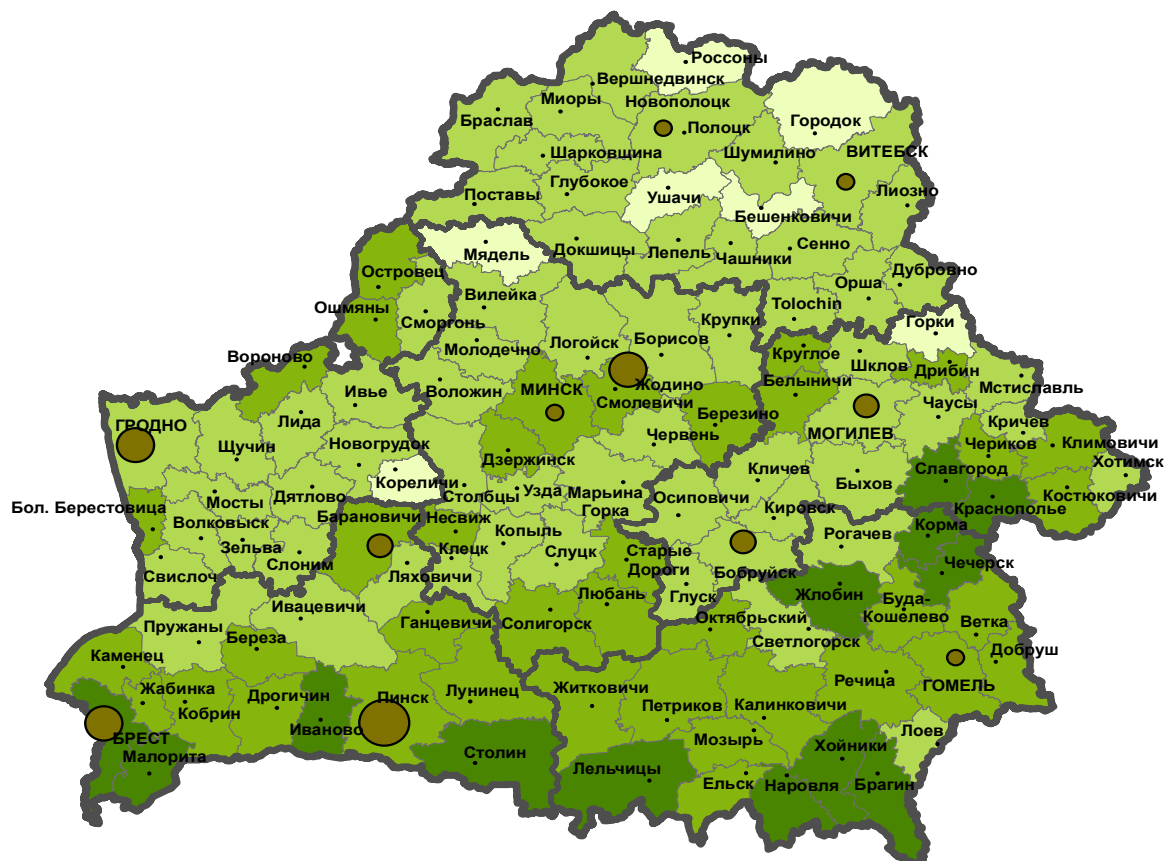 Россоны
Вершнедвинск
Миоры
Новополоцк
Браслав
Городок
Полоцк
Шарковщина
Шумилино
ВИТЕБСК
Глубокое
Поставы
Ушачи
Лиозно
Бешенковичи
Мядель
Докшицы
Лепель
Чашники
Сенно
Островец
Дубровно
Орша
Ошмяны
Вилейка
Tolochin
Сморгонь
Крупки
Горки
Молодечно
Логойск
Борисов
Вороново
Круглое
Шклов
Дрибин
Воложин
МИНСК
Жодино
Белыничи
Мстиславль
Ивье
Смолевичи
Чаусы
Лида
Березино
ГРОДНО
Кричев
Щучин
Новогрудок
Червень
МОГИЛЕВ
Чериков
Климовичи
Дзержинск
Славгород
Хотимск
Кореличи
Кличев
Мосты
Дятлово
Столбцы
Узда
Марьина
Горка
Осиповичи
Быхов
Костюковичи
Бол. Берестовица
Барановичи
Несвиж
Кировск
Краснополье
Волковыск
Копыль
Корма
Зельва
Клецк
Слуцк
Старые
Дороги
Рогачев
Слоним
Ляховичи
Бобруйск
Чечерск
Свислоч
Глуск
Жлобин
Ивацевичи
Любань
Буда-
Кошелево
Пружаны
Ганцевичи
Солигорск
Октябрьский
Ветка
Береза
Светлогорск
Каменец
Добруш
Жабинка
Дрогичин
Пинск
Лунинец
Житковичи
Речица
ГОМЕЛЬ
Кобрин
Петриков
Калинковичи
Иваново
Лоев
БРЕСТ
Мозырь
Хойники
Малорита
Столин
Лельчицы
Ельск
Наровля
Брагин